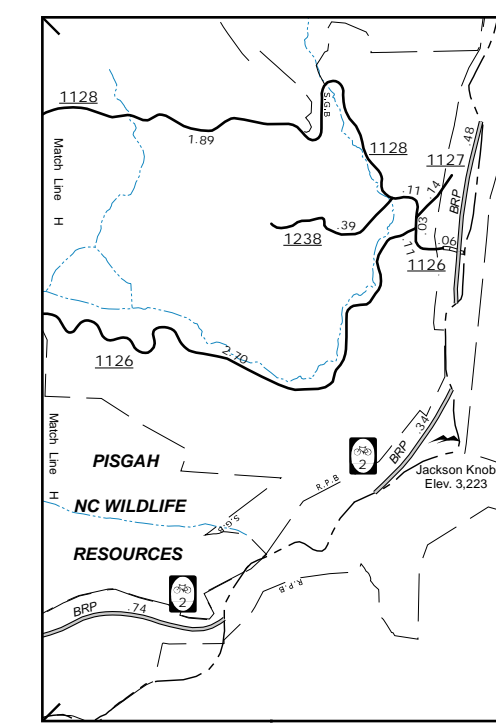 1128
S.G.B
Match Line H
1.89
1128
.48
1127
.11
.14
BRP
.39
.03
1238
.11
.06
1126
2.70
1126
.34
BRP
2
Match Line H
PISGAH
Jackson Knob
Elev. 3,223
R.P.B
NC WILDLIFE
S.G.B
RESOURCES
2
R.P.B
BRP
.74